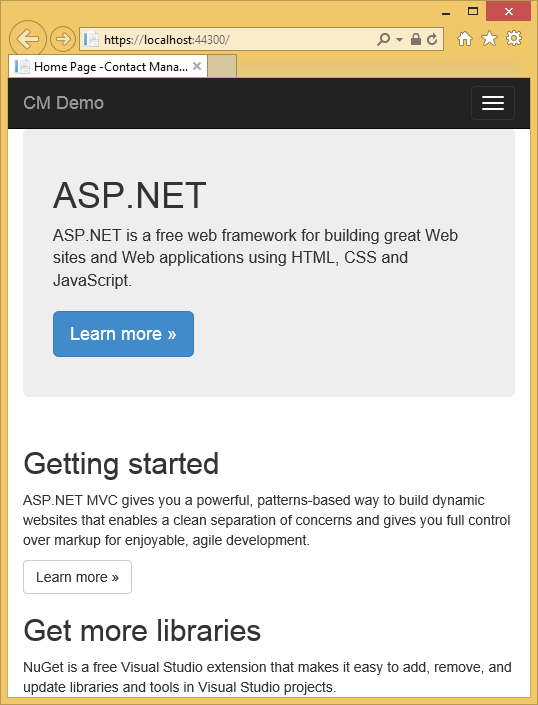 https://localhost:44300/
Home Page -Contact Mana...
CM Demo
ASP.NET
ASP.NET is a free web framework for building great Web
sites and Web applications using HTML, CSS and
JavaScript.
Learn more »
Getting started
ASP.NET MVC gives you a powerful, patterns-based way to build dynamic
websites that enables a clean separation of concerns and gives you full control
over markup for enjoyable, agile development.
Learn more »
Get more libraries
NuGet is a free Visual Studio extension that makes it easy to add, remove, and
update libraries and tools in Visual Studio projects.